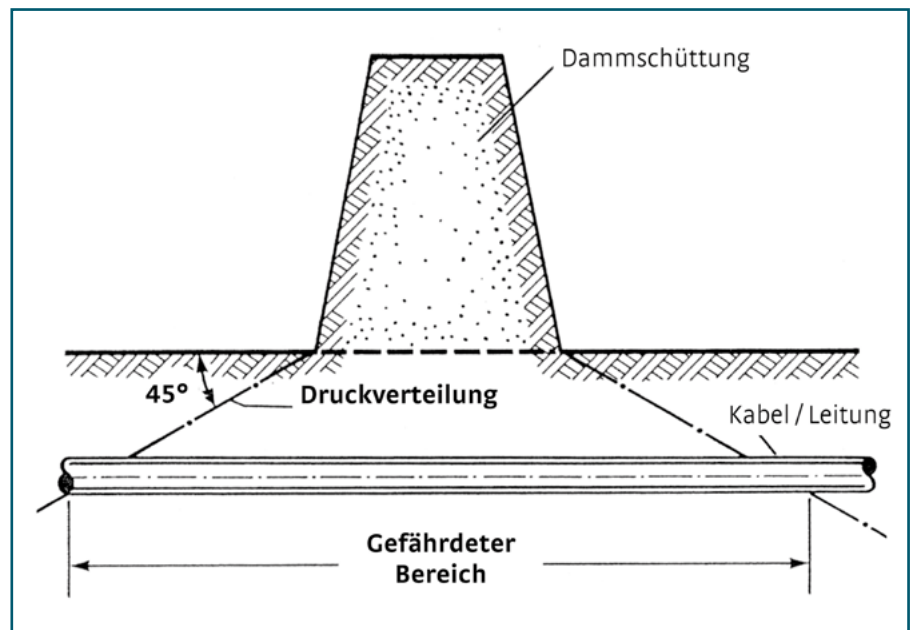 Dammschüttung
45°
Druckverteilung
Kabel / Leitung
Gefährdeter
Bereich